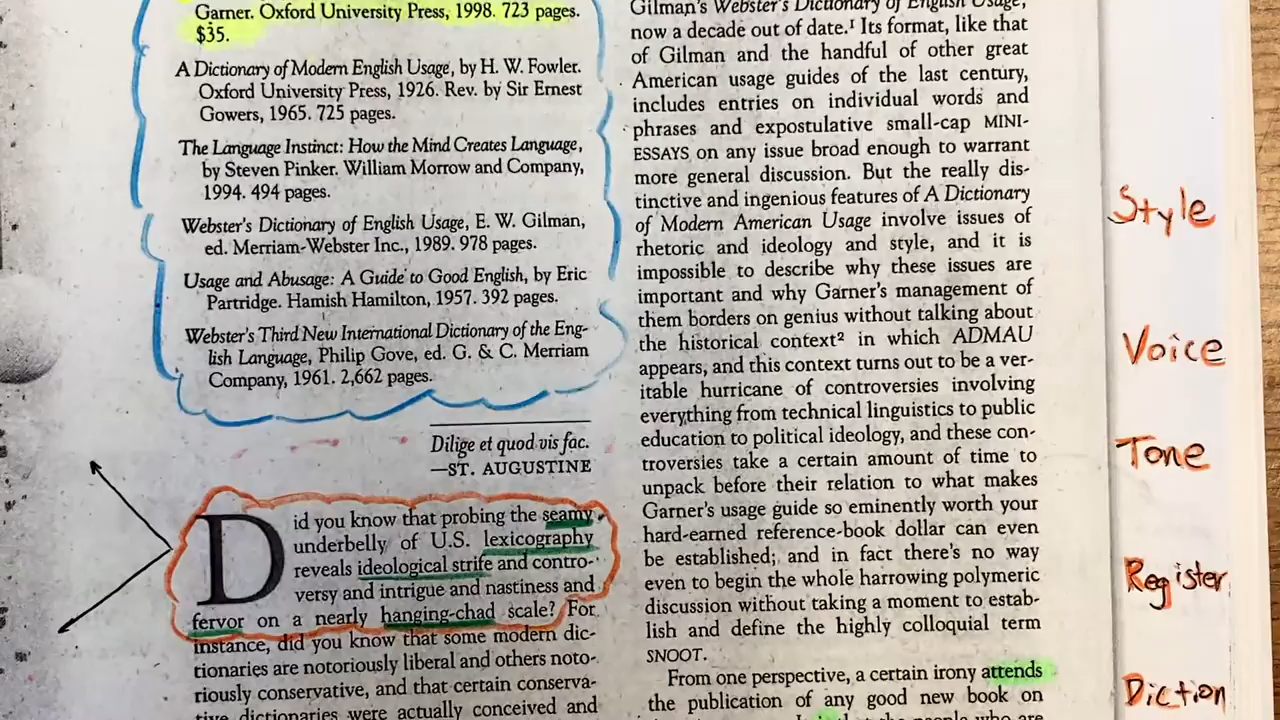 Garner. Oxford University Press, 1998. 723 pages.
$35.
A Dictionary of Modern English Usage, by H. W. Fowler.
Oxford University Press, 1926. Rev. by Sir Ernest
Gowers, 1965. 725 pages.
The Language Instinct: How the Mind Creates Language,
by Steven Pinker. William Morrow and Company,
1994. 494 pages.
Webster's Dictionary of English Usage, E. W. Gilman,
ed. Merriam-Webster Inc., 1989. 978 pages.
Usage and Abusage: A Guide to Good English, by Eric
Partridge. Hamish Hamilton, 1957. 392 pages.
Webster's Third New International Dictionary of the Eng-
lish Language, Philip Gove, ed. G. & C. Merriam
Company, 1961. 2,662 pages.
Dilige et quod vis fac.
—ST. AUGUSTINE
Did you know that probing the seamy
underbelly of U.S. lexicography
reveals ideological strife and contro-
versy and intrigue and nastiness and
fervor on a nearly hanging-chad scale? For
instance, did you know that some modern dic-
tionaries are notoriously liberal and others noto-
riously conservative, and that certain conserva-
tive dictionaries were actually conceived and
Gilman's Webster's Dictionary of English Usage,
now a decade out of date.¹ Its format, like that
of Gilman and the handful of other great
American usage guides of the last century,
includes entries on individual words and
phrases and expostulative small-cap MINI-
ESSAYS on any issue broad enough to warrant
more general discussion. But the really dis-
tinctive and ingenious features of A Dictionary
of Modern American Usage involve issues of
rhetoric and ideology and style, and it is
impossible to describe why these issues are
important and why Garner's management of
them borders on genius without talking about
the historical context² in which ADMAU
appears, and this context turns out to be a ver-
itable hurricane of controversies involving
everything from technical linguistics to public
education to political ideology, and these con-
troversies take a certain amount of time to
unpack before their relation to what makes
Garner's usage guide so eminently worth your
hard-earned reference-book dollar can even
be established; and in fact there's no way
even to begin the whole harrowing polymeric
discussion without taking a moment to estab-
lish and define the highly colloquial term
SNOOT.
From one perspective, a certain irony attends
the publication of any good new book on
Style
Voice
Tone
Register
Diction